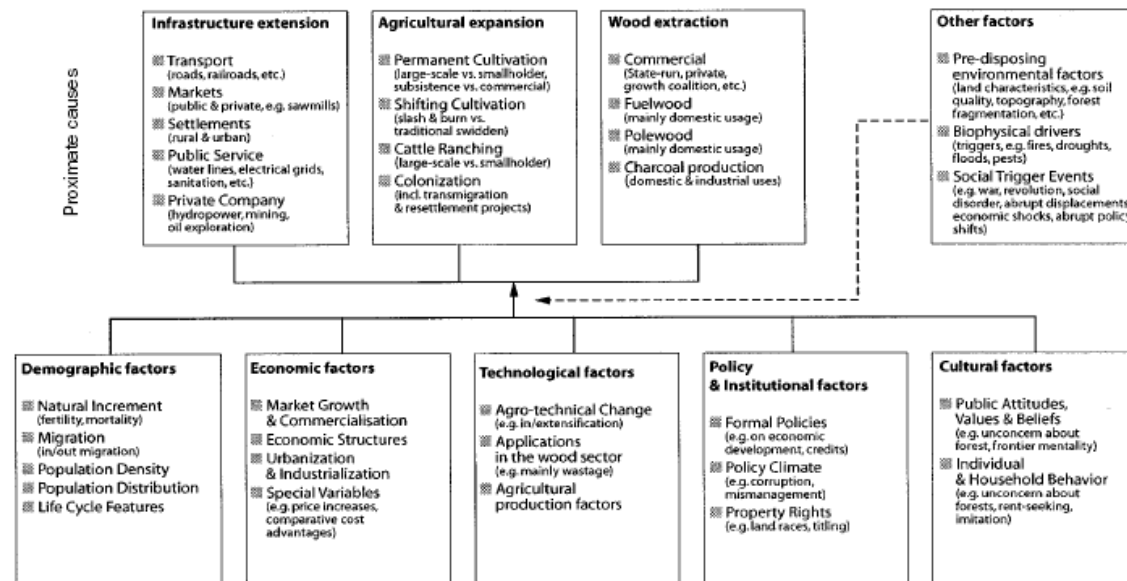 Proximate causes
Infrastructure extension
Transport
(roads, railroads, etc.)
Markets
(public & private, e.g. sawmills)
Settlements
(rural & urban)
Public Service
(water lines, electrical grids,
sanitation, etc.)
Private Company
(hydropower, mining,
oil exploration)
Agricultural expansion
Permanent Cultivation
(large-scale vs. smallholder,
subsistence vs. commercial)
Shifting Cultivation
(slash & burn vs.
traditional swidden)
Cattle Ranching
(large-scale vs. smallholder)
Colonization
(incl. transmigration
& resettlement projects)
Wood extraction
Commercial
(State-run, private,
growth coalition, etc.)
Fuelwood
(mainly domestic usage)
Polewood
(mainly domestic usage)
Charcoal production
(domestic & industrial uses)
Other factors
Pre-disposing
environmental factors
(land characteristics, e.g. soil
quality, topography, forest
fragmentation, etc.)
Biophysical drivers
(triggers, e.g. fires, droughts,
floods, pests)
Social Trigger Events
(e.g. war, revolution, social
disorder, abrupt displacements
economic shocks, abrupt policy
shifts)
Demographic factors
Natural Increment
(fertility, mortality)
Migration
(in/out migration)
Population Density
Population Distribution
Life Cycle Features
Economic factors
Market Growth
& Commercialisation
Economic Structures
Urbanization
& Industrialization
Special Variables
(e.g. price increases,
comparative cost
advantages)
Technological factors
Agro-technical Change
(e.g. in/extensification)
Applications
in the wood sector
(e.g. mainly wastage)
Agricultural
production factors
Policy
& Institutional factors
Formal Policies
(e.g. on economic
development, credits)
Policy Climate
(e.g. corruption,
mismanagement)
Property Rights
(e.g. land races, titling)
Cultural factors
Public Attitudes,
Values & Beliefs
(e.g. unconcern about
forest, frontier mentality)
Individual
& Household Behavior
(e.g. unconcern about
forests, rent-seeking,
imitation)